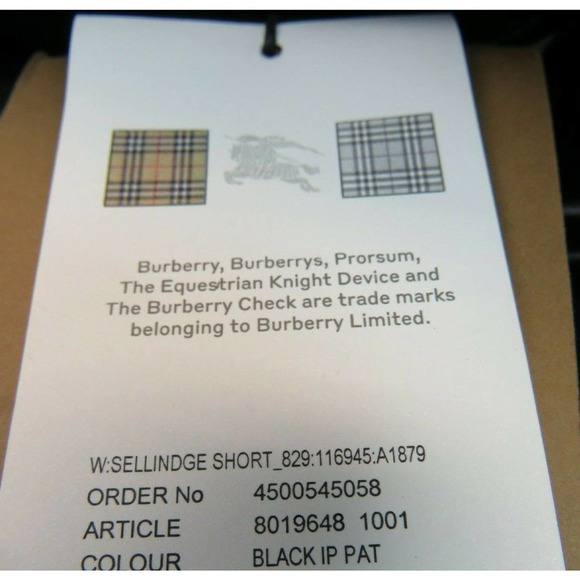 Burberry, Burberrys, Prorsum,
The Equestrian Knight Device and
The Burberry Check are trade marks
belonging to Burberry Limited.
W:SELLINDGE SHORT_829:116945:A1879
ORDER No 4500545058
ARTICLE 8019648 1001
COLOUR BLACK IP PAT